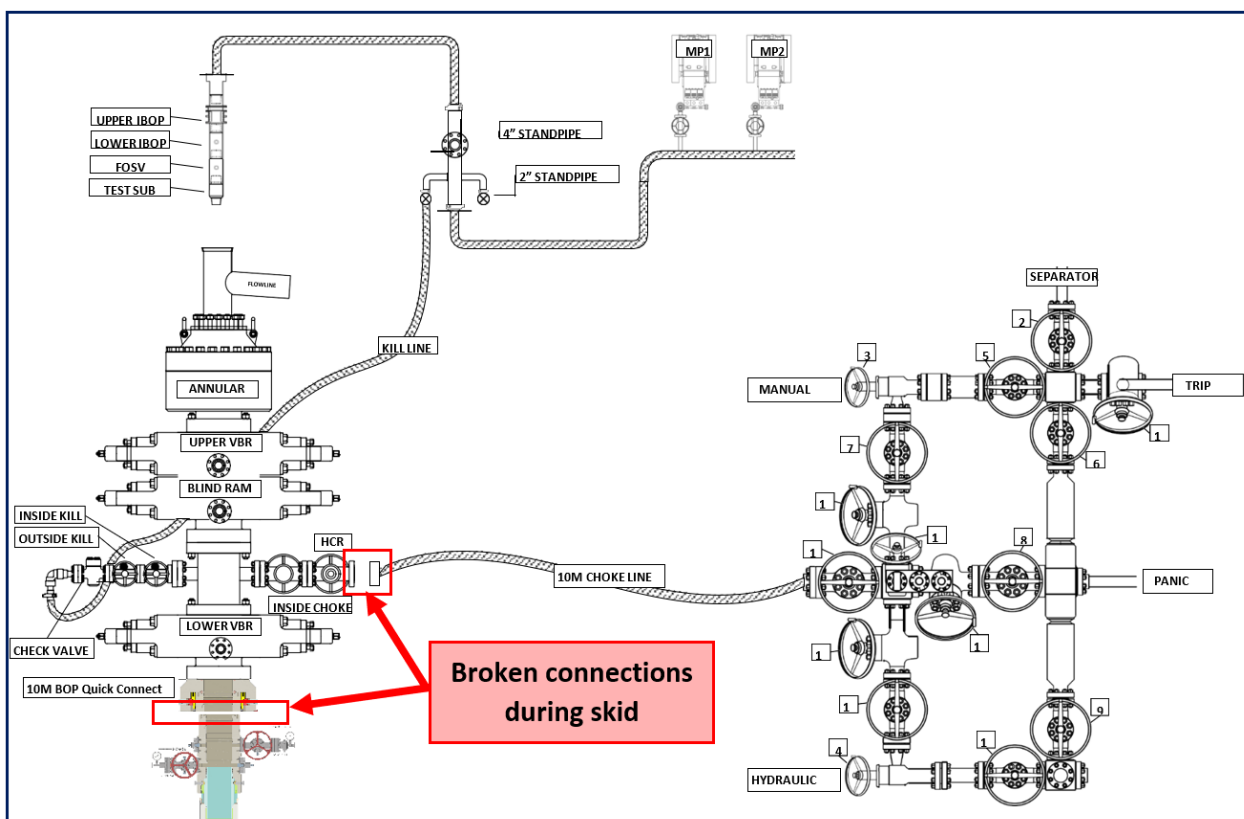 MP1
MP2
UPPER IBOP
LOWER IBOP
FOSV
TEST SUB
4" STANDPIPE
2" STANDPIPE
FLOWLINE
KILL LINE
ANNULAR
UPPER VBR
BLIND RAM
INSIDE KILL
OUTSIDE KILL
HCR
10M CHOKE LINE
INSIDE CHOKE
LOWER VBR
CHECK VALVE
10M BOP Quick Connect
Broken connections
during skid
SEPARATOR
2
3
5
MANUAL
TRIP
1
7
6
1
1
1
8
PANIC
1
1
1
9
1
4
HYDRAULIC